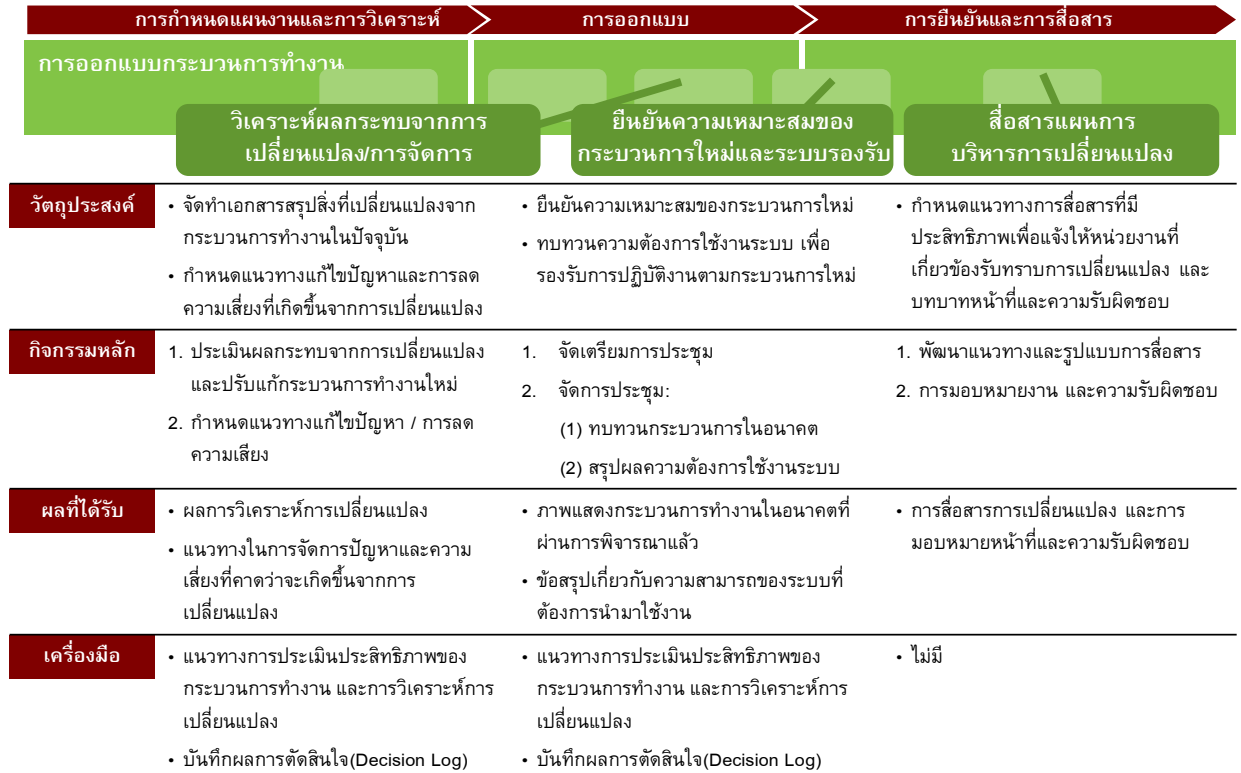 การกำหนดแผนงานและการวิเคราะห์
การออกแบบ
การยืนยันและการสื่อสาร
การออกแบบกระบวนการทำงาน
วิเคราะห์ผลกระทบจากการ
เปลี่ยนแปลง/การจัดการ
ยืนยันความเหมาะสมของ
กระบวนการใหม่และระบบรองรับ
สื่อสารแผนการ
บริหารการเปลี่ยนแปลง
วัตถุประสงค์
• จัดทำเอกสารสรุปสิ่งที่เปลี่ยนแปลงจาก
กระบวนการทำงานในปัจจุบัน
• กำหนดแนวทางแก้ไขปัญหาและการลด
ความเสี่ยงที่เกิดขึ้นจากการเปลี่ยนแปลง
• ยืนยันความเหมาะสมของกระบวนการใหม่
• ทบทวนความต้องการใช้งานระบบ เพื่อ
รองรับการปฏิบัติงานตามกระบวนการใหม่
• กำหนดแนวทางการสื่อสารที่มี
ประสิทธิภาพเพื่อแจ้งให้หน่วยงานที่
เกี่ยวข้องรับทราบการเปลี่ยนแปลง และ
บทบาทหน้าที่และความรับผิดชอบ
กิจกรรมหลัก
1. ประเมินผลกระทบจากการเปลี่ยนแปลง
และปรับแก้กระบวนการทำงานใหม่
2. กำหนดแนวทางแก้ไขปัญหา / การลด
ความเสียง
1. จัดเตรียมการประชุม
2. จัดการประชุม:
(1) ทบทวนกระบวนการในอนาคต
(2) สรุปผลความต้องการใช้งานระบบ
1. พัฒนาแนวทางและรูปแบบการสื่อสาร
2. การมอบหมายงาน และความรับผิดชอบ
ผลที่ได้รับ
• ผลการวิเคราะห์การเปลี่ยนแปลง
• แนวทางในการจัดการปัญหาและความ
เสี่ยงที่คาดว่าจะเกิดขึ้นจากการ
เปลี่ยนแปลง
• ภาพแสดงกระบวนการทำงานในอนาคตที่
ผ่านการพิจารณาแล้ว
• ข้อสรุปเกี่ยวกับความสามารถของระบบที่
ต้องการนำมาใช้งาน
• การสื่อสารการเปลี่ยนแปลง และการ
มอบหมายหน้าที่และความรับผิดชอบ
เครื่องมือ
• แนวทางการประเมินประสิทธิภาพของ
กระบวนการทำงาน และการวิเคราะห์การ
เปลี่ยนแปลง
• บันทึกผลการตัดสินใจ(Decision Log)
• แนวทางการประเมินประสิทธิภาพของ
กระบวนการทำงาน และการวิเคราะห์การ
เปลี่ยนแปลง
• บันทึกผลการตัดสินใจ(Decision Log)
• ไม่มี